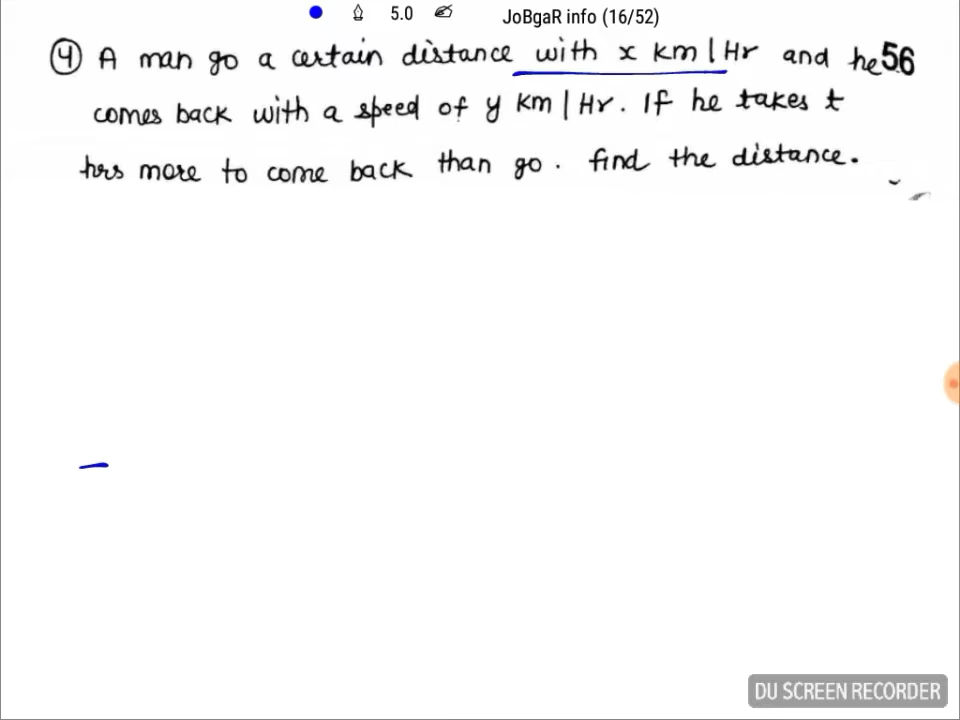 5.0 JoBgaR info (16/52)
④ A man go a certain distance with x km/Hr and he 56
comes back with a speed of y km/Hr. If he takes t
hrs more to come back than go. find the distance.
DU SCREEN RECORDER